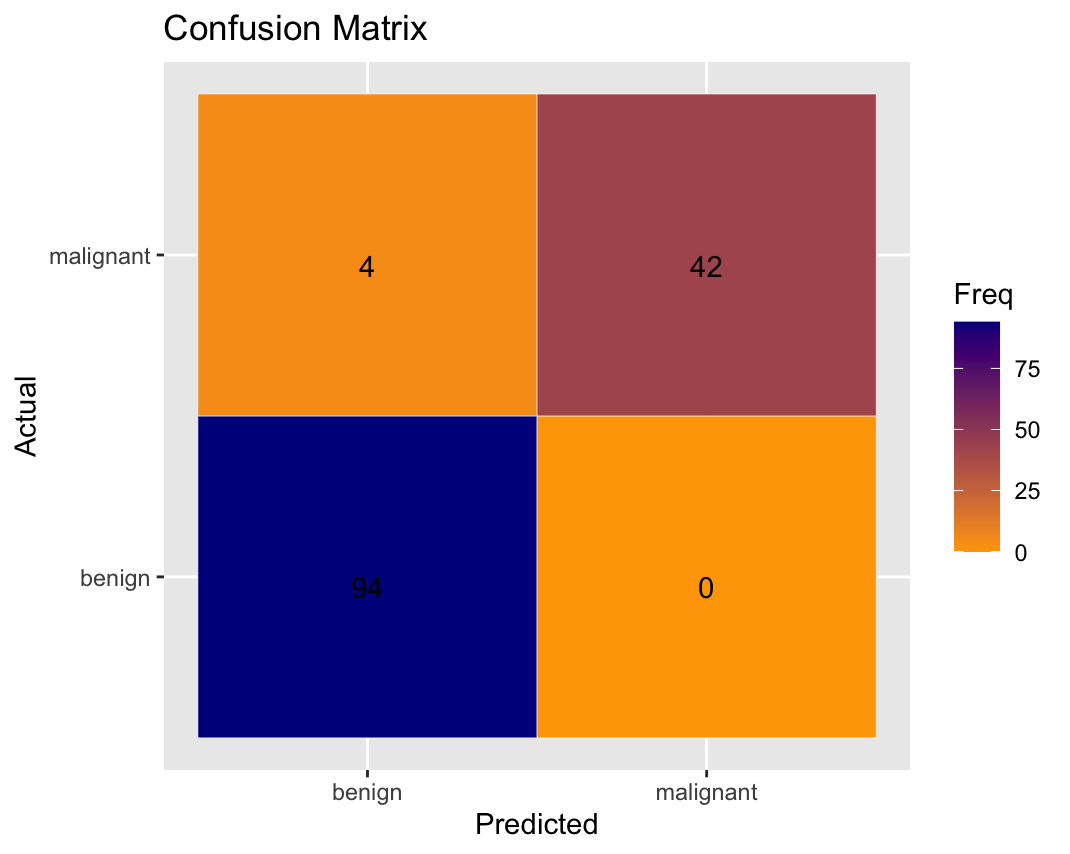 Confusion Matrix
malignant
4
42
benign
94
0
benign
malignant
Predicted
Actual
Freq
75
50
25
0